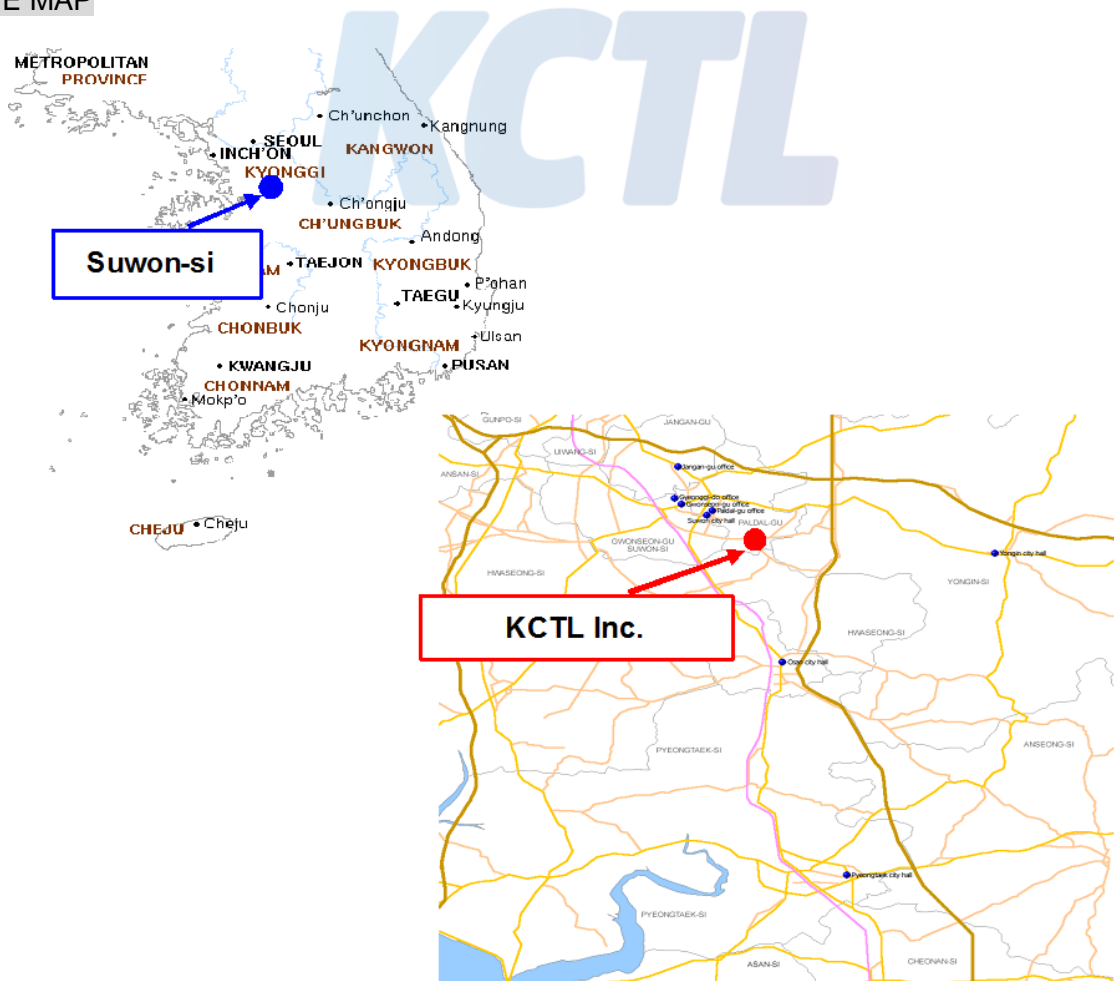 E MAP
KCTL
METROPOLITAN
PROVINCE
Ch'unchon
Kangnung
SEOUL
KANGWON
INCH'ON
KYONGGI
Ch'ongju
CH'UNGBUK
Andong
Suwon-si
AM
TAEJON
KYONGBUK
P'ohan
TAEGU
Kyungju
Chonju
CHONBUK
Ulsan
KYONGNAM
KWANGJU
PUSAN
CHONNAM
Mokp'o
CHEJU
Cheju
GUNPO-SI
JANGAN-GU
UIWANG-SI
Jangan-gu office
ANSAN-SI
Gyeonggi-do office
Gwonseon-gu office
Paldal-gu office
Suwon city hall
PALDAL-GU
GWONSEON-GU
SUWON-SI
Yongin city hall
HWASEONG-SI
YONGIN-SI
KCTL Inc.
HWASEONG-SI
Osan city hall
PYEONGTAEK-SI
ANSEONG-SI
Pyeongtaek city hall
PYEONGTAEK-SI
ASAN-SI
CHEONAN-SI